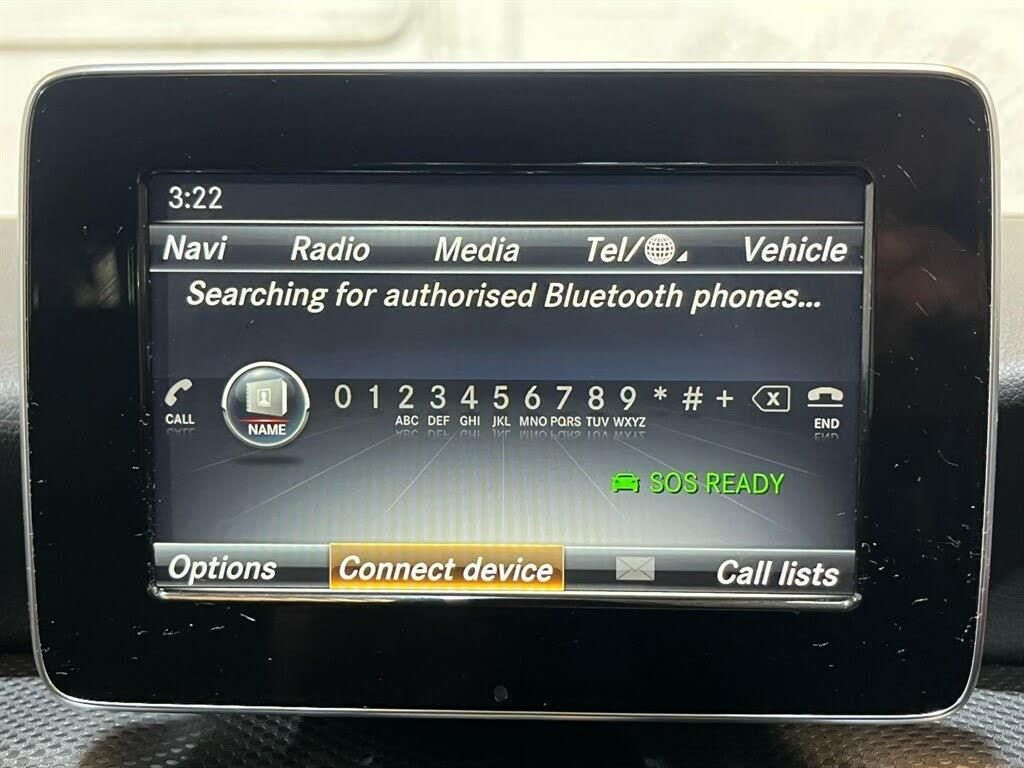 3:22
Navi Radio Media Tel/ Vehicle
Searching for authorised Bluetooth phones...
0 1 2 3 4 5 6 7 8 9 * # + X
CALL NAME ABC DEF GHI JKL MNO PQRS TUV WXYZ END
SOS READY
Options Connect device Call lists